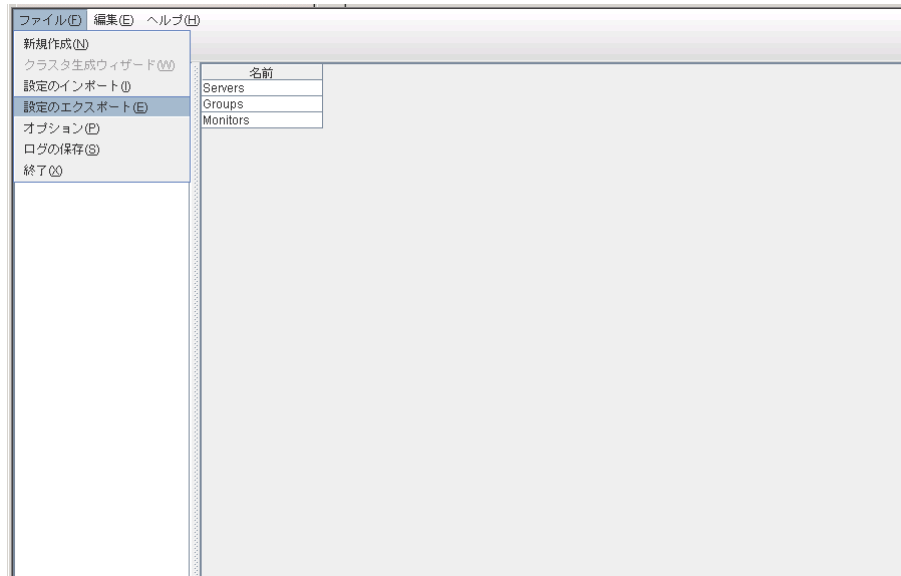 ファイル(F) 編集(E) ヘルプ(H)
新規作成(N)
クラスタ生成ウィザード(W)
設定のインポート(I)
設定のエクスポート(E)
オプション(P)
ログの保存(S)
終了(X)
名前
Servers
Groups
Monitors